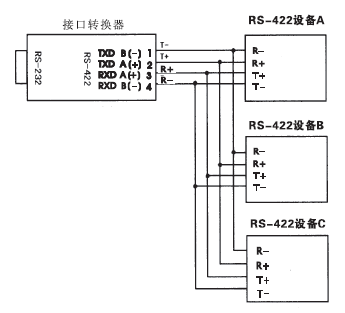 接口转换器
RS-232
RS-422
TXD B(-) 1
TXD A(+) 2
RXD A(+) 3
RXD B(-) 4
T-
T+
R+
R-
RS-422设备A
R-
R+
T+
T-
RS-422设备B
R-
R+
T+
T-
RS-422设备C
R-
R+
T+
T-